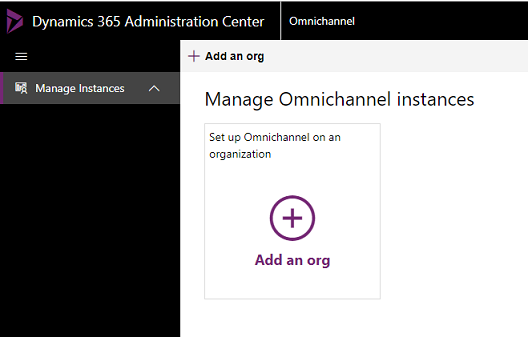 Dynamics 365 Administration Center
Omnichannel
Add an org
Manage Instances
Manage Omnichannel instances
Set up Omnichannel on an
organization
Add an org